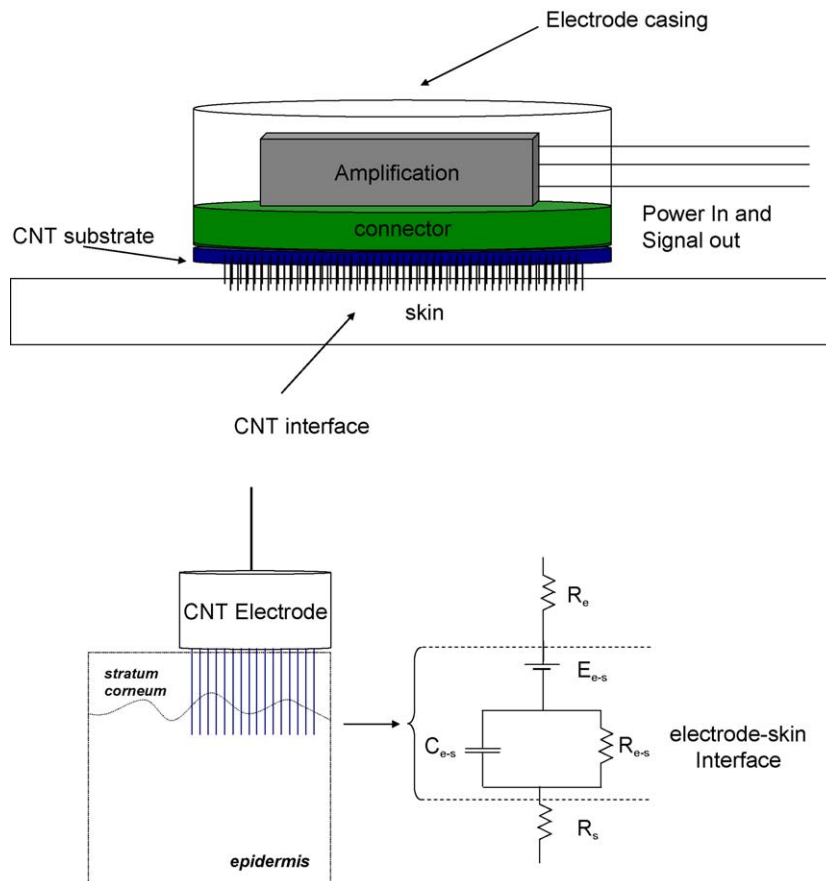 Electrode casing
Amplification
Power In and
Signal out
connector
CNT substrate
skin
CNT interface
CNT Electrode
stratum
corneum
epidermis
Re
Ee-s
Ce-s
Re-s
electrode-skin
Interface
Rs